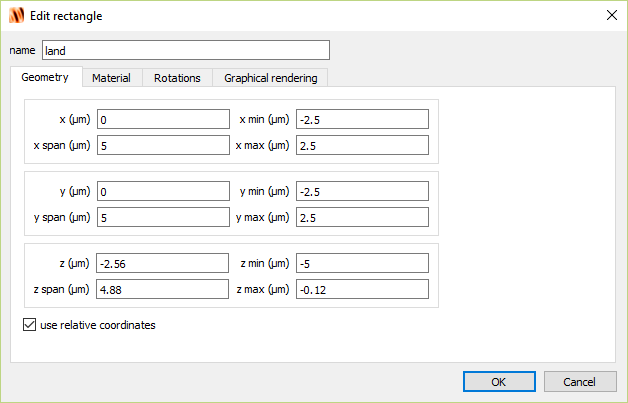 Edit rectangle
name land
Geometry Material Rotations Graphical rendering
x (µm) 0 x min (µm) -2.5
x span (µm) 5 x max (µm) 2.5
y (µm) 0 y min (µm) -2.5
y span (µm) 5 y max (µm) 2.5
z (µm) -2.56 z min (µm) -5
z span (µm) 4.88 z max (µm) -0.12
use relative coordinates
OK Cancel